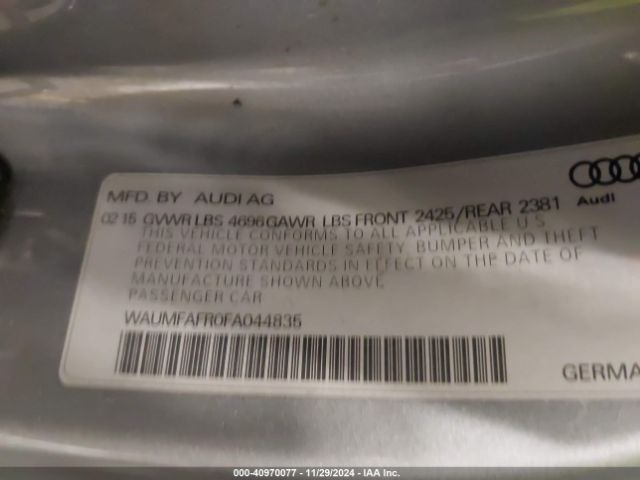 MFD. BY AUDI AG
02 15 GVWR LBS 4696 GAWR LBS FRONT 2425/REAR 2381
Audi
THIS VEHICLE CONFORMS TO ALL APPLICABLE U S
FEDERAL MOTOR VEHICLE SAFETY, BUMPER AND THEFT
PREVENTION STANDARDS IN EFFECT ON THE DATE OF
MANUFACTURE SHOWN ABOVE
PASSENGER CAR
WAUMFAFR0FA044835
GERMA
000-40970077 - 11/29/2024 - IAA Inc.